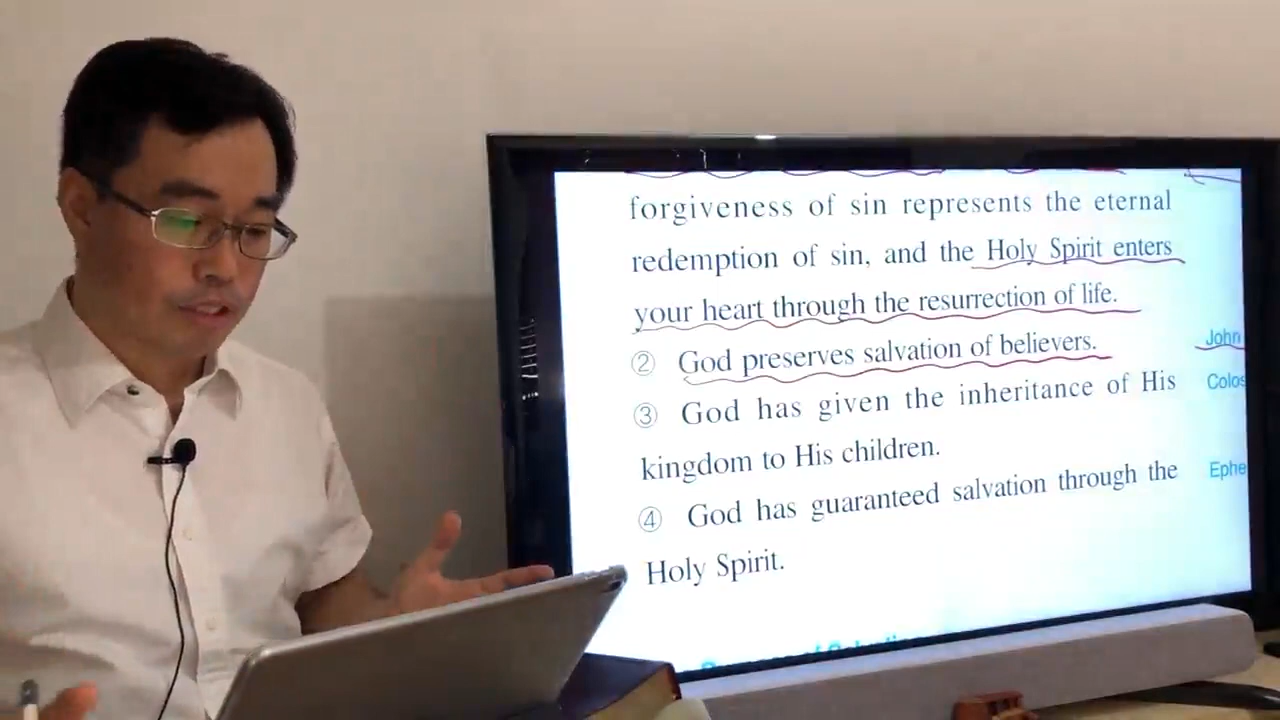 forgiveness of sin represents the eternal
redemption of sin, and the Holy Spirit enters
your heart through the resurrection of life.
② God preserves salvation of believers. John
③ God has given the inheritance of His Colos
kingdom to His children.
④ God has guaranteed salvation through the Ephe
Holy Spirit.